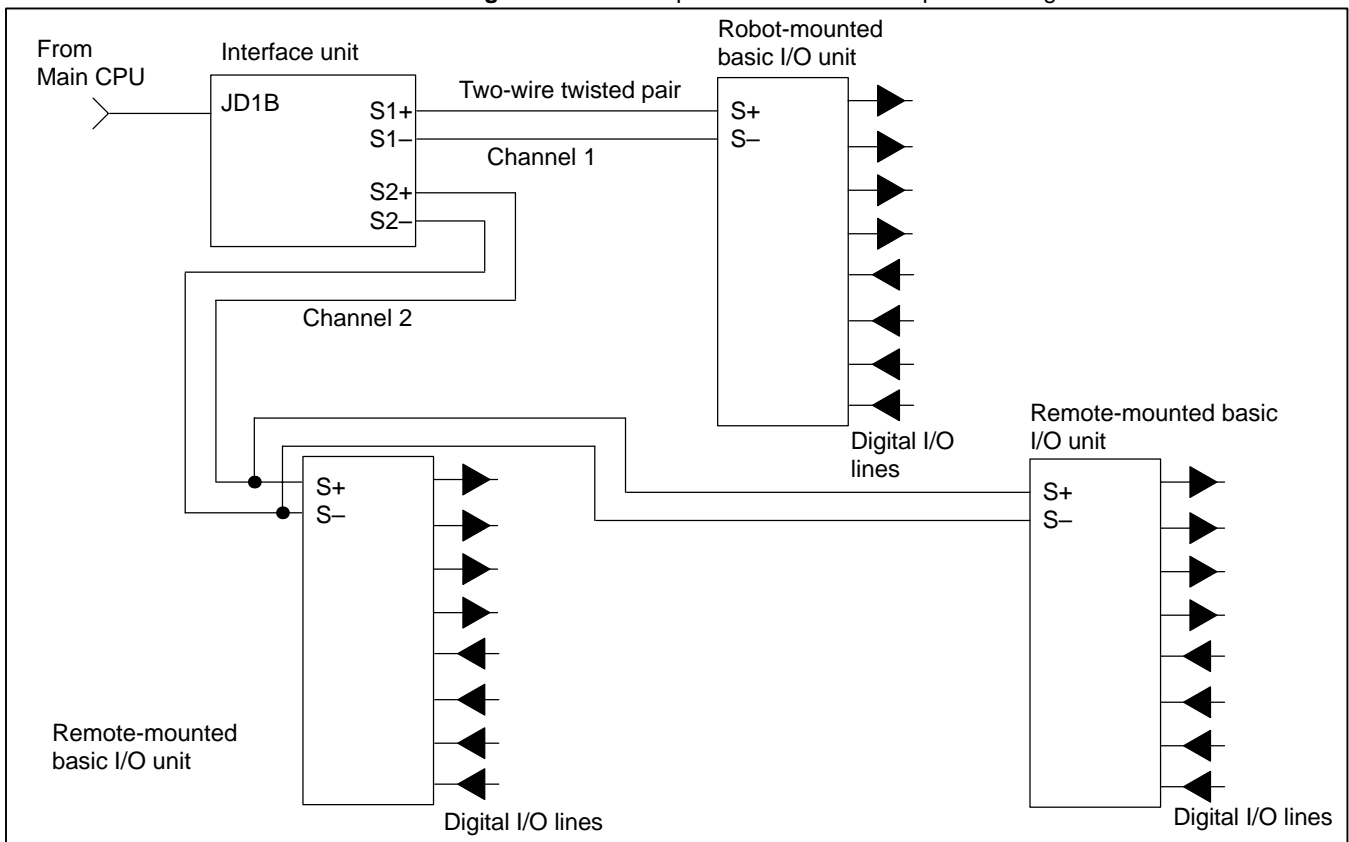 From
Main CPU
Interface unit
JD1B
S1+
S1–
S2+
S2–
Two-wire twisted pair
Channel 1
Channel 2
Robot-mounted
basic I/O unit
S+
S–
Digital I/O
lines
Remote-mounted basic
I/O unit
S+
S–
Digital I/O lines
S+
S–
Remote-mounted
basic I/O unit
Digital I/O lines